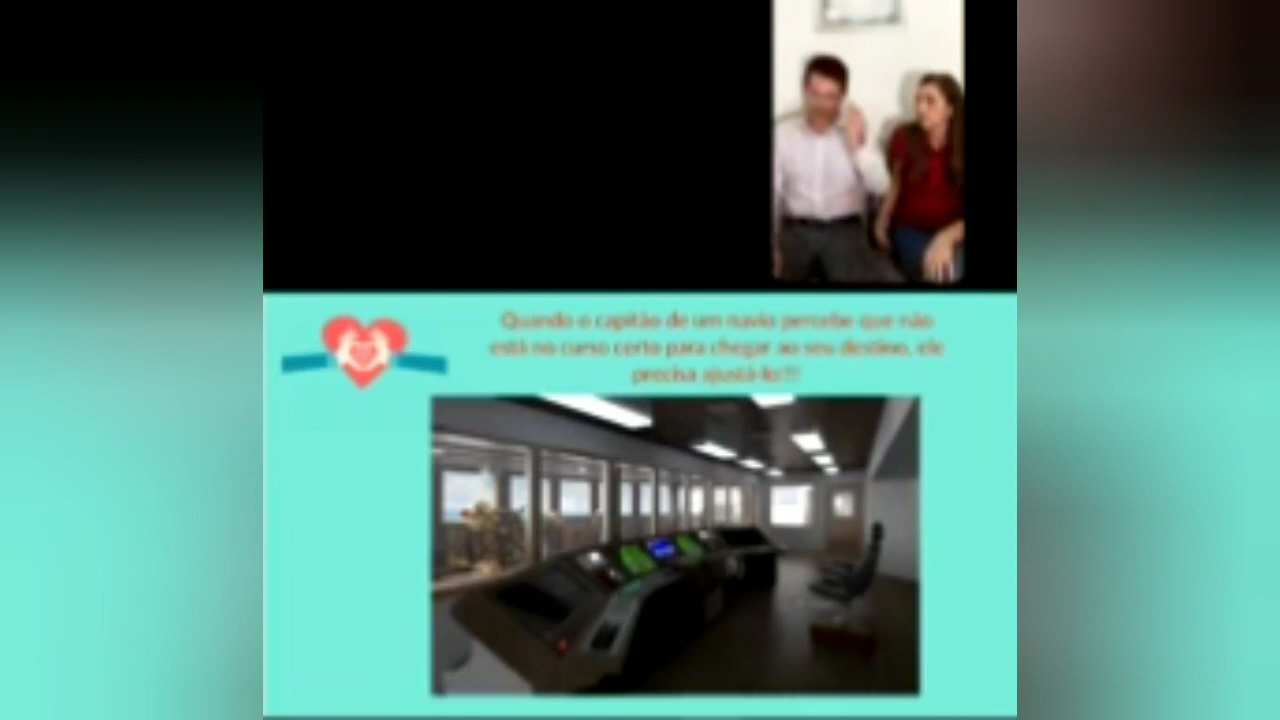 Quando o capitão de um navio percebe que não
está no curso certo para chegar ao seu destino, ele
precisa ajustá-lo!!!